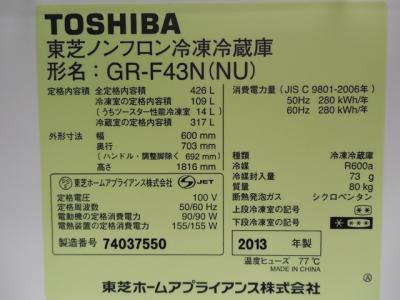 TOSHIBA
東芝ノンフロン冷凍冷蔵庫
形名：GR-F43N(NU)
定格内容積 全定格内容積 426 L
冷凍室の定格内容積 109 L
(うちツースター性能冷凍室 14 L)
冷蔵室の定格内容積 317 L
外形寸法 幅 600 mm
奥行 703 mm
(ハンドル・調整脚除く 692 mm)
高さ 1816 mm
消費電力量 (JIS C 9801-2006年)
50Hz 280 kWh/年
60Hz 280 kWh/年
種類 冷凍冷蔵庫
冷媒 R600a
冷媒封入量 73 g
質量 80 kg
断熱発泡ガス シクロペンタン
上段冷凍室の記号
下段冷凍室の記号
東芝ホームアプライアンス株式会社 JET
定格電圧 100 V
定格周波数 50/60 Hz
電動機の定格消費電力 90/90 W
電熱装置の定格消費電力 155/155 W
製造番号 74037550
2013 年製
温度ヒューズ 77℃
MADE IN CHINA
東芝ホームアプライアンス株式会社
A